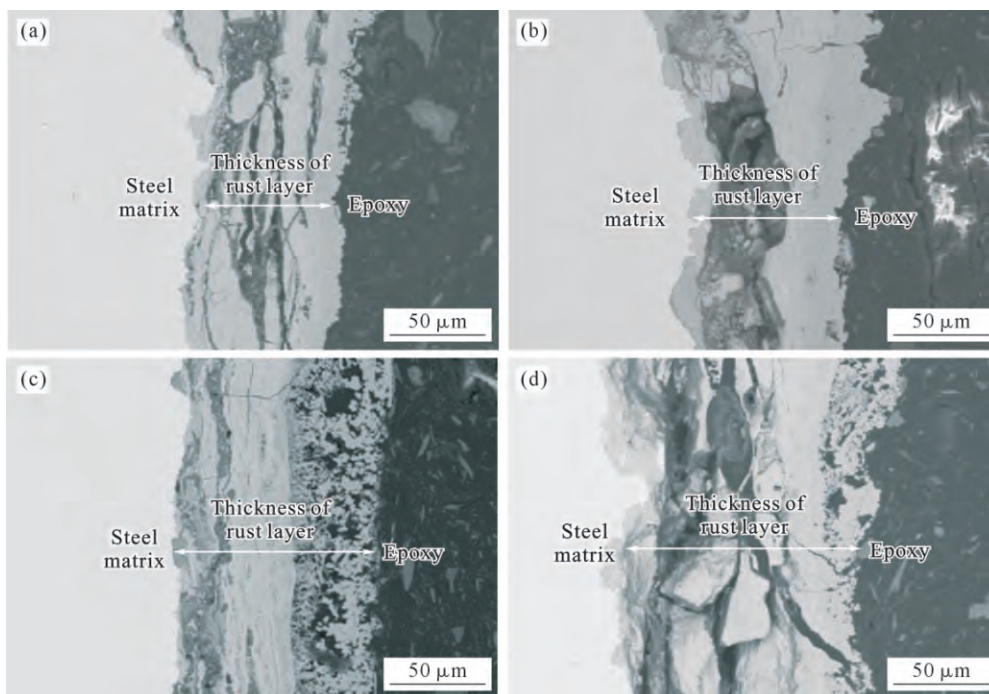 (a)
Thickness of
rust layer
Steel
matrix
Epoxy
50 μm
(b)
Thickness of
rust layer
Steel
matrix
Epoxy
50 μm
(c)
Thickness of
rust layer
Steel
matrix
Epoxy
50 μm
(d)
Thickness of
rust layer
Steel
matrix
Epoxy
50 μm